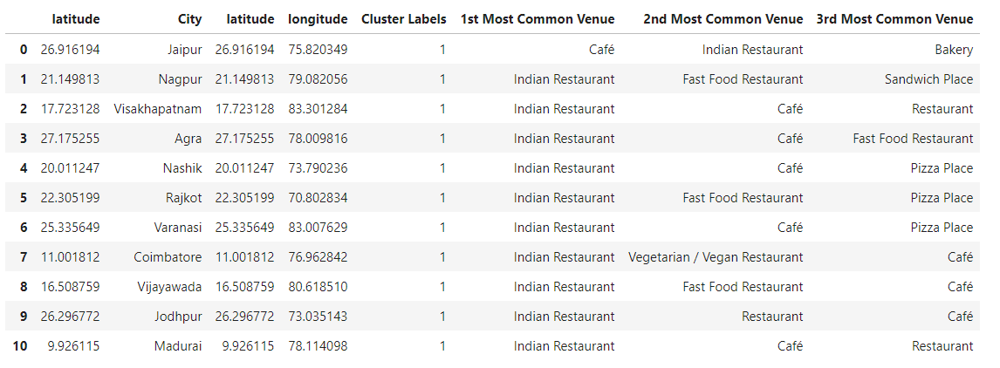 latitude City latitude longitude Cluster Labels 1st Most Common Venue 2nd Most Common Venue 3rd Most Common Venue
0 26.916194 Jaipur 26.916194 75.820349 1 Café Indian Restaurant Bakery
1 21.149813 Nagpur 21.149813 79.082056 1 Indian Restaurant Fast Food Restaurant Sandwich Place
2 17.723128 Visakhapatnam 17.723128 83.301284 1 Indian Restaurant Café Restaurant
3 27.175255 Agra 27.175255 78.009816 1 Indian Restaurant Café Fast Food Restaurant
4 20.011247 Nashik 20.011247 73.790236 1 Indian Restaurant Café Pizza Place
5 22.305199 Rajkot 22.305199 70.802834 1 Indian Restaurant Fast Food Restaurant Pizza Place
6 25.335649 Varanasi 25.335649 83.007629 1 Indian Restaurant Café Pizza Place
7 11.001812 Coimbatore 11.001812 76.962842 1 Indian Restaurant Vegetarian / Vegan Restaurant Café
8 16.508759 Vijayawada 16.508759 80.618510 1 Indian Restaurant Fast Food Restaurant Café
9 26.296772 Jodhpur 26.296772 73.035143 1 Indian Restaurant Restaurant Café
10 9.926115 Madurai 9.926115 78.114098 1 Indian Restaurant Café Restaurant